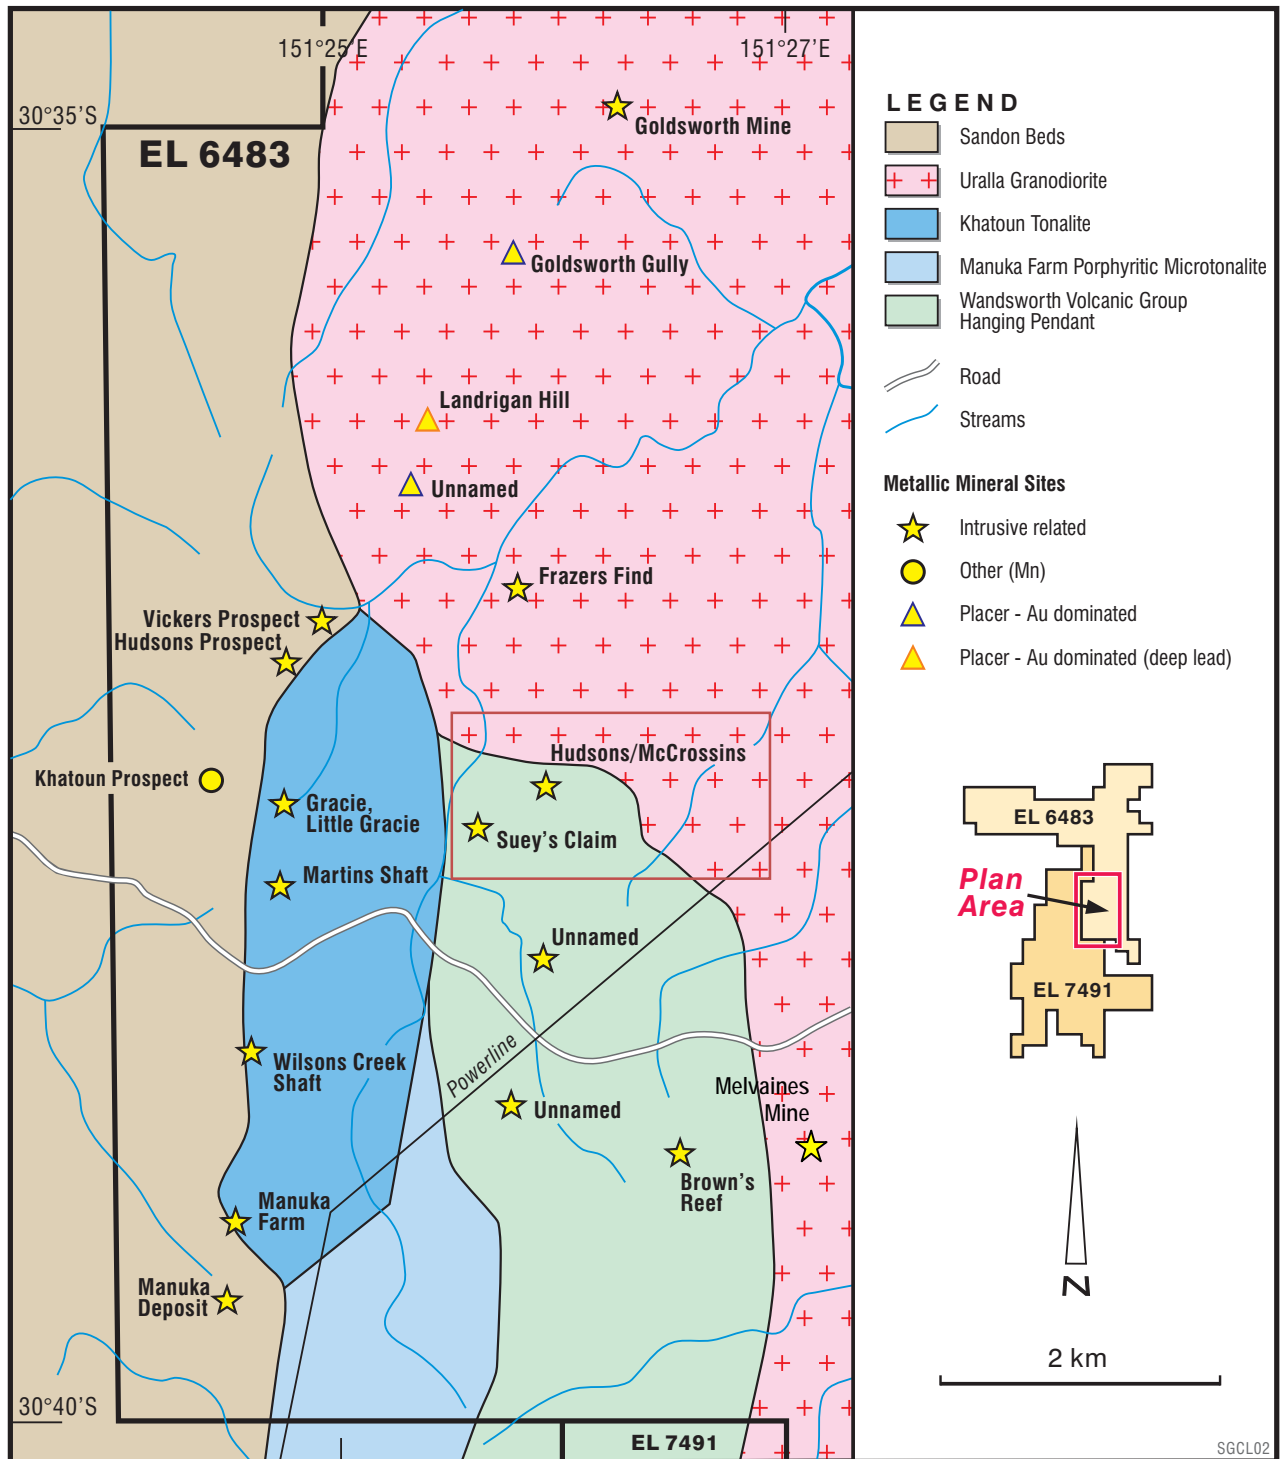 151°25'E
151°27'E
30°35'S
EL 6483
Goldsworth Mine
Goldsworth Gully
Landrigan Hill
Unnamed
Frazers Find
Vickers Prospect
Hudsons Prospect
Khatoun Prospect
Hudsons/McCrossins
Gracie,
Little Gracie
Suey's Claim
Martins Shaft
Unnamed
Powerline
Wilsons Creek
Shaft
Melvaines
Mine
Unnamed
Brown's
Reef
Manuka
Farm
Manuka
Deposit
30°40'S
EL 7491
LEGEND
Sandon Beds
Uralla Granodiorite
Khatoun Tonalite
Manuka Farm Porphyritic Microtonalite
Wandsworth Volcanic Group
Hanging Pendant
Road
Streams
Metallic Mineral Sites
Intrusive related
Other (Mn)
Placer - Au dominated
Placer - Au dominated (deep lead)
EL 6483
Plan
Area
EL 7491
N
2 km
SGCL02